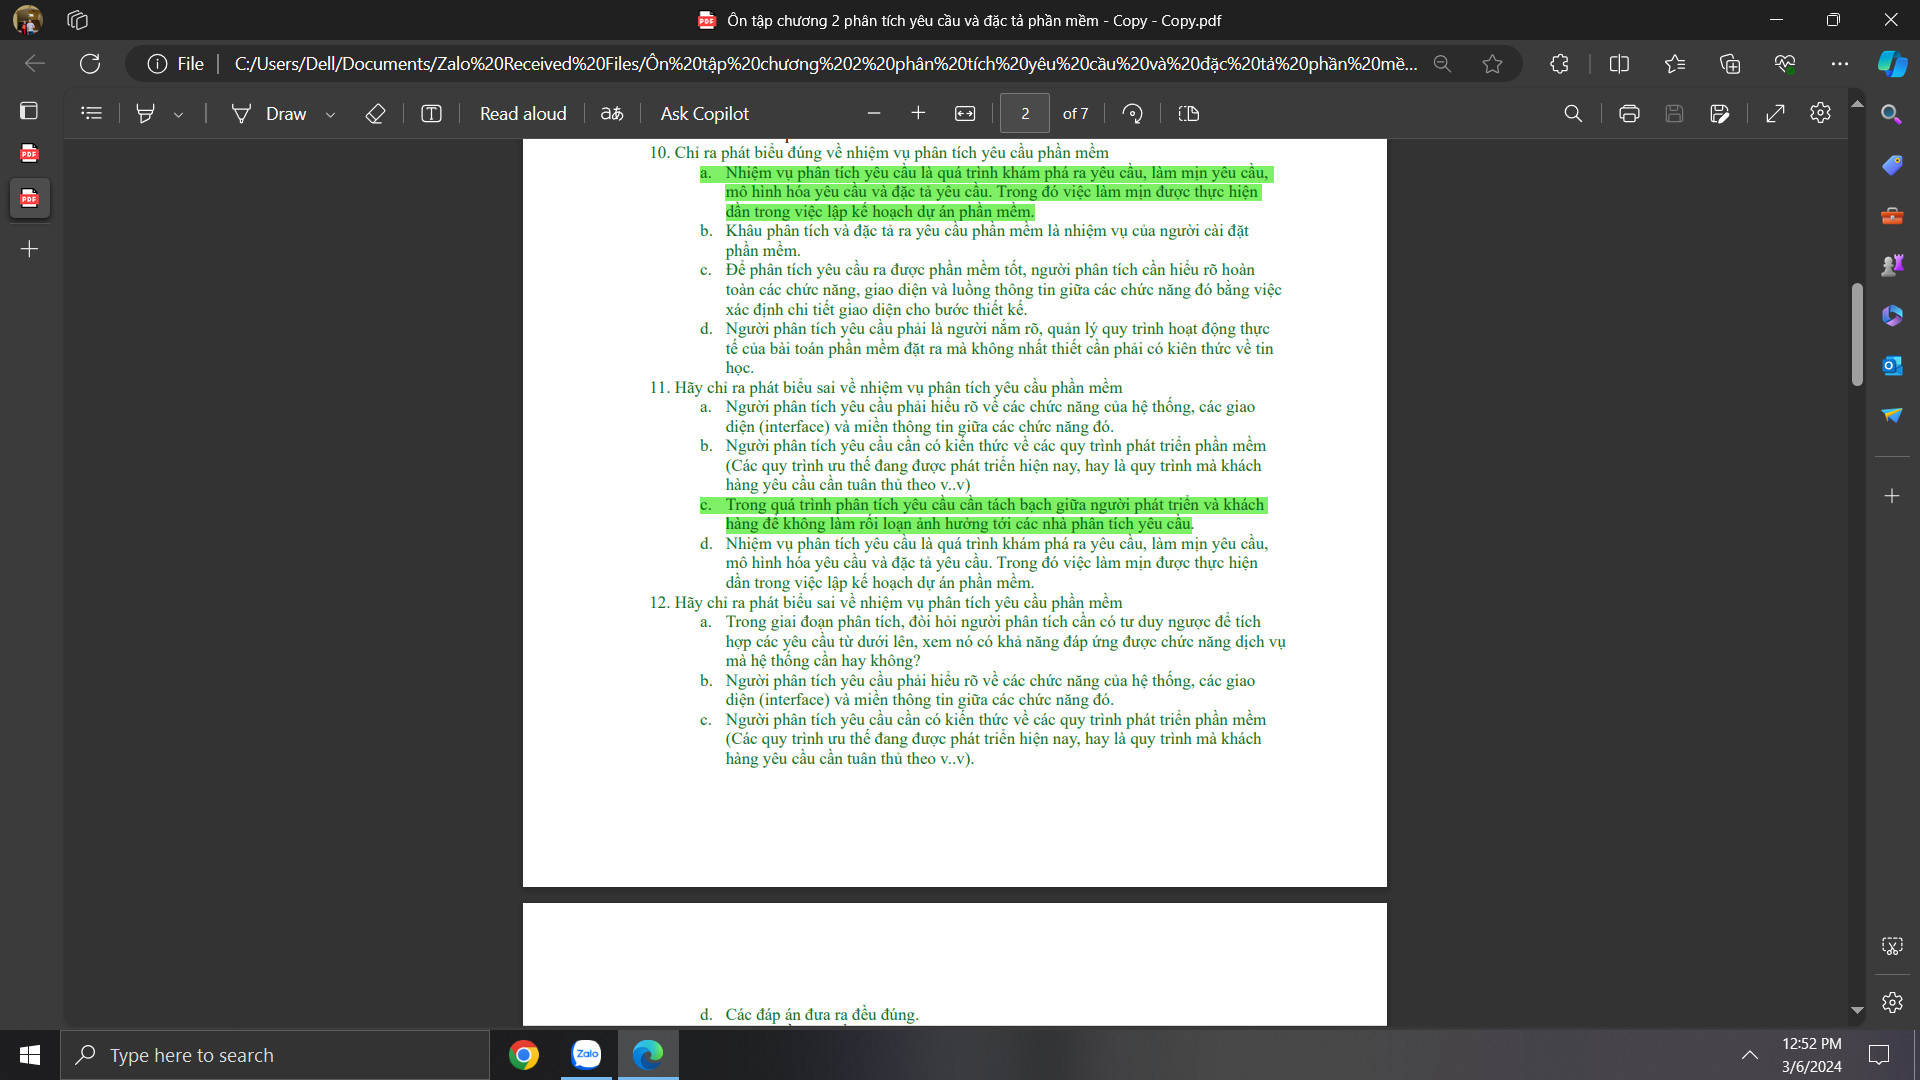 Ôn tập chương 2 phân tích yêu cầu và đặc tả phần mềm - Copy - Copy.pdf
File
C:/Users/Dell/Documents/Zalo%20Received%20Files/Ôn%20tập%20chương%202%20phân%20tích%20yêu%20cầu%20và%20đặc%20tả%20phần%20mề...
Draw
Read aloud
aあ
Ask Copilot
2
of 7
10. Chỉ ra phát biểu đúng về nhiệm vụ phân tích yêu cầu phần mềm
a. Nhiệm vụ phân tích yêu cầu là quá trình khám phá ra yêu cầu, làm mịn yêu cầu,
mô hình hóa yêu cầu và đặc tả yêu cầu. Trong đó việc làm mịn được thực hiện
dần trong việc lập kế hoạch dự án phần mềm.
b. Khâu phân tích và đặc tả ra yêu cầu phần mềm là nhiệm vụ của người cài đặt
phần mềm.
c. Để phân tích yêu cầu ra được phần mềm tốt, người phân tích cần hiểu rõ hoàn
toàn các chức năng, giao diện và luồng thông tin giữa các chức năng đó bằng việc
xác định chi tiết giao diện cho bước thiết kế.
d. Người phân tích yêu cầu phải là người nắm rõ, quản lý quy trình hoạt động thực
tế của bài toán phần mềm đặt ra mà không nhất thiết cần phải có kiên thức về tin
học.
11. Hãy chỉ ra phát biểu sai về nhiệm vụ phân tích yêu cầu phần mềm
a. Người phân tích yêu cầu phải hiểu rõ về các chức năng của hệ thống, các giao
diện (interface) và miền thông tin giữa các chức năng đó.
b. Người phân tích yêu cầu cần có kiến thức về các quy trình phát triển phần mềm
(Các quy trình ưu thế đang được phát triển hiện nay, hay là quy trình mà khách
hàng yêu cầu cần tuân thủ theo v..v)
c. Trong quá trình phân tích yêu cầu cần tách bạch giữa người phát triển và khách
hàng để không làm rối loạn ảnh hưởng tới các nhà phân tích yêu cầu.
d. Nhiệm vụ phân tích yêu cầu là quá trình khám phá ra yêu cầu, làm mịn yêu cầu,
mô hình hóa yêu cầu và đặc tả yêu cầu. Trong đó việc làm mịn được thực hiện
dần trong việc lập kế hoạch dự án phần mềm.
12. Hãy chỉ ra phát biểu sai về nhiệm vụ phân tích yêu cầu phần mềm
a. Trong giai đoạn phân tích, đòi hỏi người phân tích cần có tư duy ngược để tích
hợp các yêu cầu từ dưới lên, xem nó có khả năng đáp ứng được chức năng dịch vụ
mà hệ thống cần hay không?
b. Người phân tích yêu cầu phải hiểu rõ về các chức năng của hệ thống, các giao
diện (interface) và miền thông tin giữa các chức năng đó.
c. Người phân tích yêu cầu cần có kiến thức về các quy trình phát triển phần mềm
(Các quy trình ưu thế đang được phát triển hiện nay, hay là quy trình mà khách
hàng yêu cầu cần tuân thủ theo v..v).
d. Các đáp án đưa ra đều đúng.
Type here to search
Zalo
12:52 PM
3/6/2024